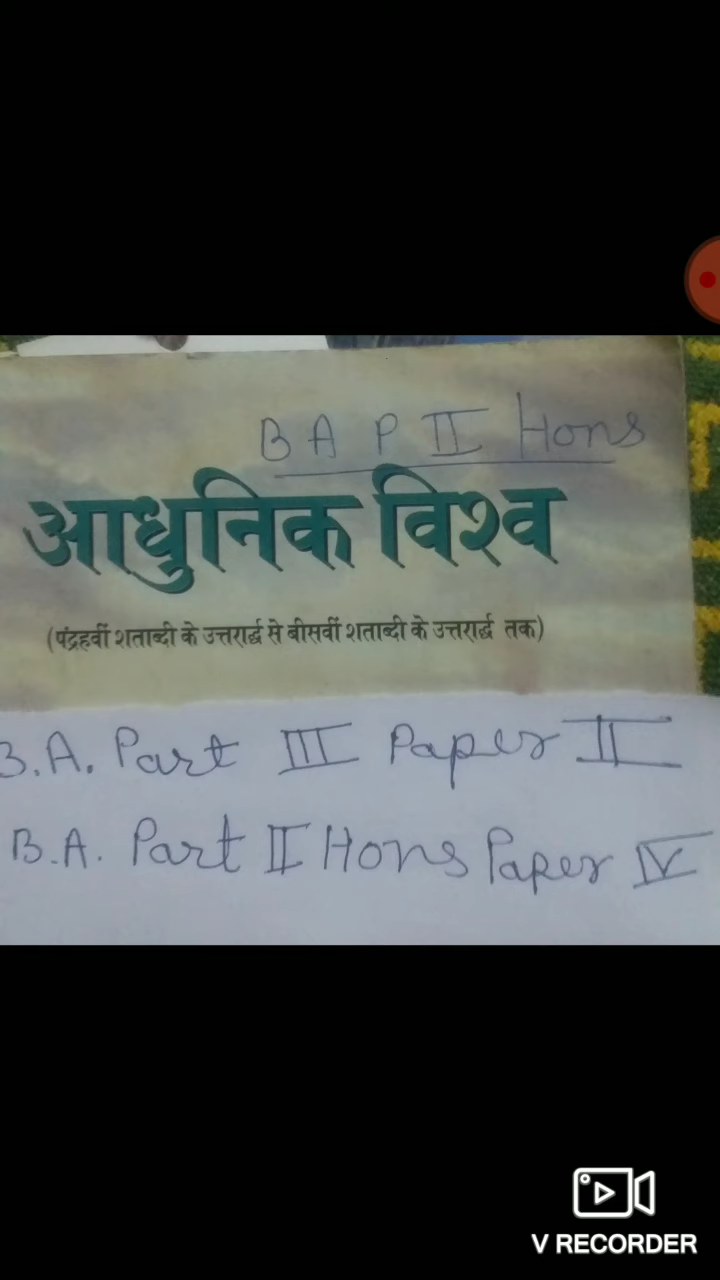 B A P II Hons
आधुनिक विश्व
(पंद्रहवीं शताब्दी के उत्तरार्द्ध से बीसवीं शताब्दी के उत्तरार्द्ध तक)
B.A. Part III Paper II
B.A. Part II Hons Paper IV
V RECORDER